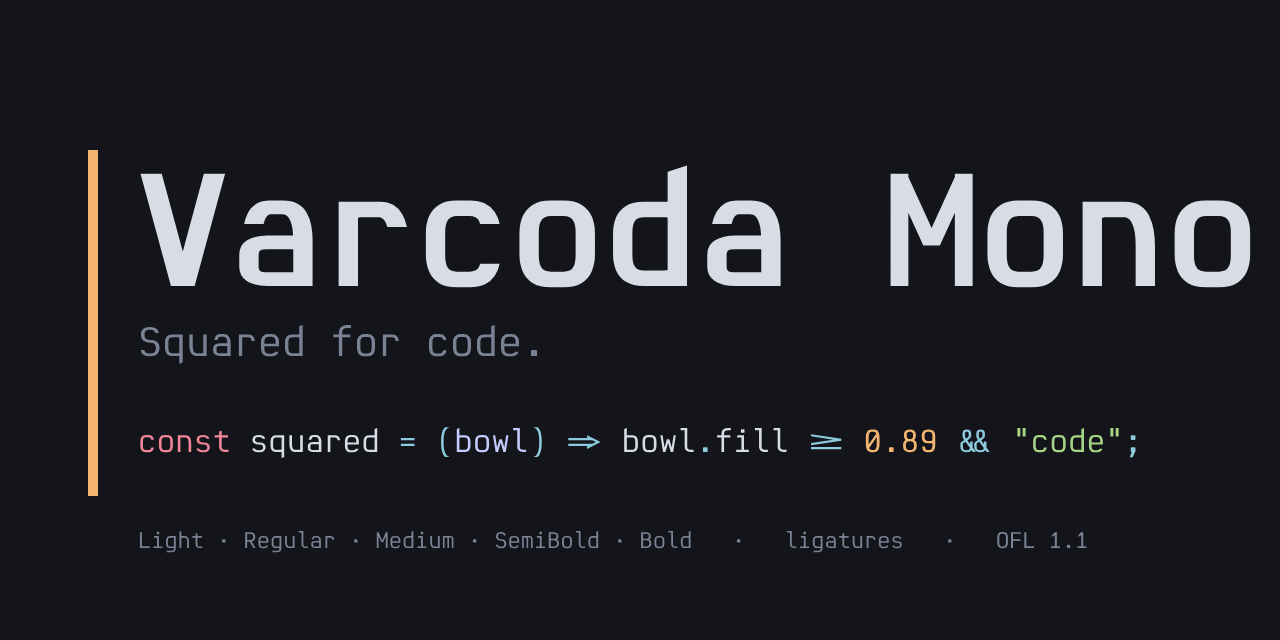 Varcoda Mono
Squared for code.
const squared = (bowl) => bowl.fill >= 0.89 && "code";
Light · Regular · Medium · SemiBold · Bold · ligatures · OFL 1.1